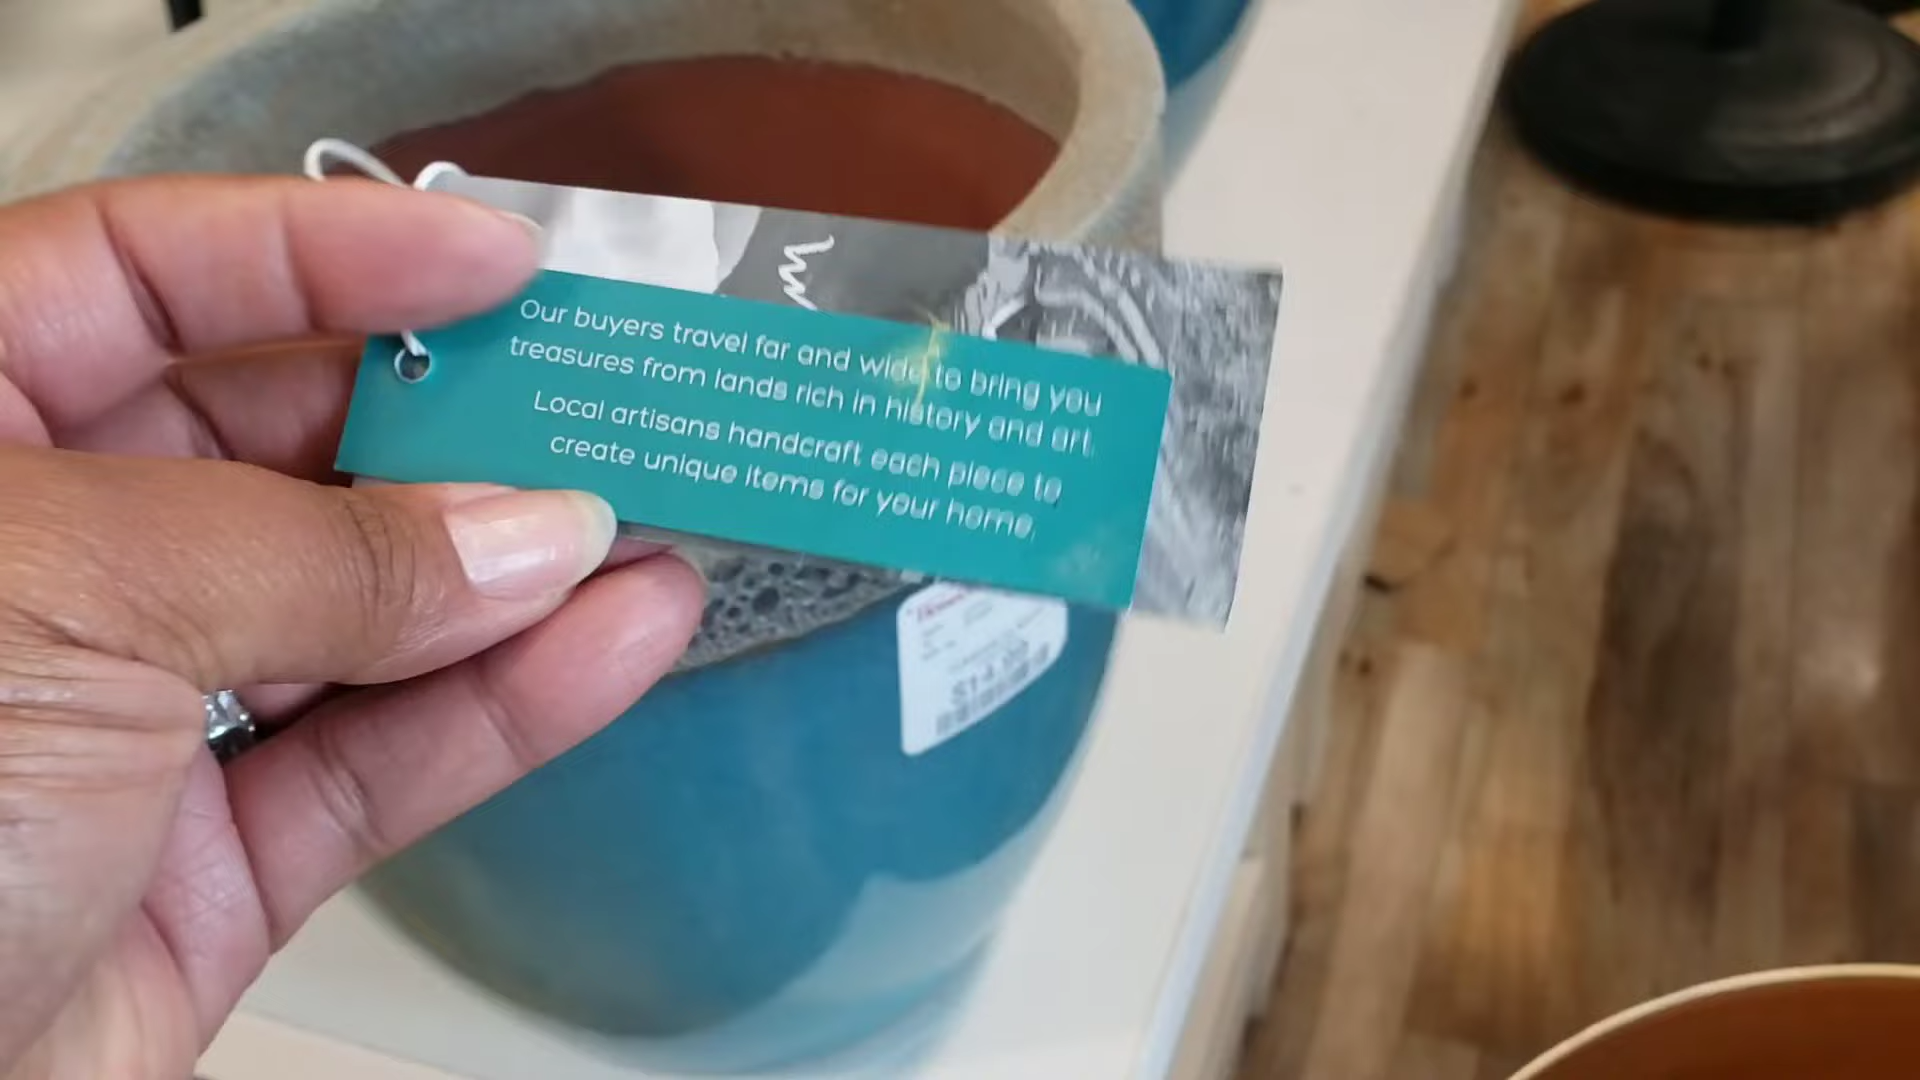 Our buyers travel far and wide to bring you
treasures from lands rich in history and art.
Local artisans handcraft each piece to
create unique items for your home.